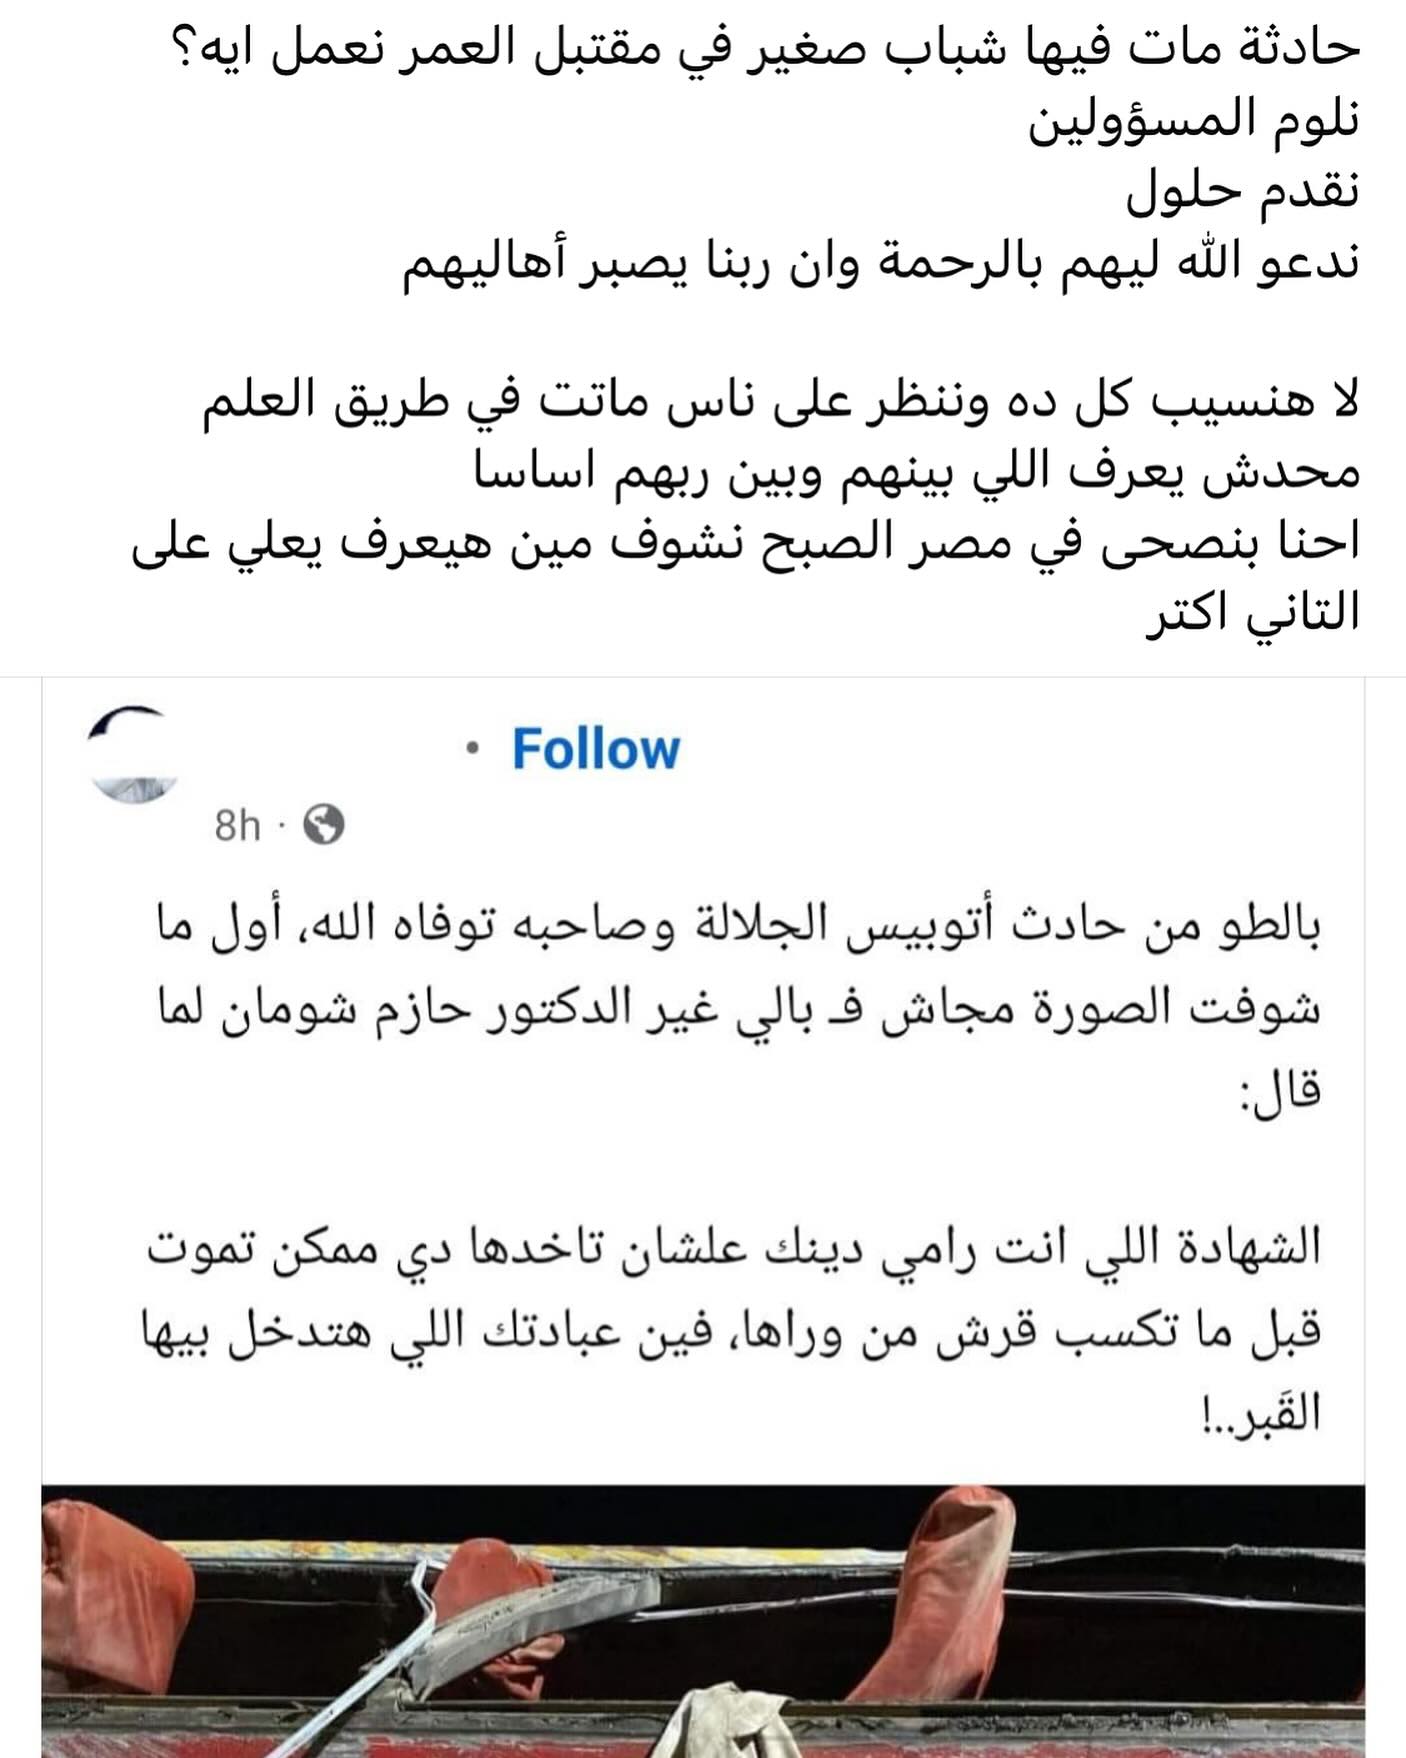 حادثة مات فيها شباب صغير في مقتبل العمر نعمل ايه؟
نلوم المسؤولين
نقدم حلول
ندعو الله ليهم بالرحمة وان ربنا يصبر أهاليهم
لا هنسيب كل ده وننظر على ناس ماتت في طريق العلم
محدش يعرف اللي بينهم وبين ربهم اساسا
احنا بنصحى في مصر الصبح نشوف مين هيعرف يعلي على
التاني اكتر
· Follow
8h ·
بالطو من حادث أتوبيس الجلالة وصاحبه توفاه الله، أول ما
شوفت الصورة مجاش فـ بالي غير الدكتور حازم شومان لما
قال:
الشهادة اللي انت رامي دينك علشان تاخدها دي ممكن تموت
قبل ما تكسب قرش من وراها، فين عبادتك اللي هتدخل بيها
القَبر..!